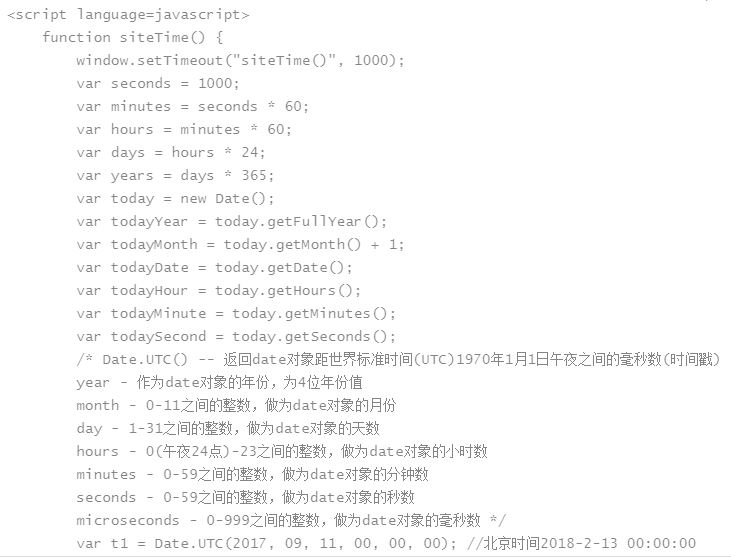 <script language=javascript>
    function siteTime() {
        window.setTimeout("siteTime()", 1000);
        var seconds = 1000;
        var minutes = seconds * 60;
        var hours = minutes * 60;
        var days = hours * 24;
        var years = days * 365;
        var today = new Date();
        var todayYear = today.getFullYear();
        var todayMonth = today.getMonth() + 1;
        var todayDate = today.getDate();
        var todayHour = today.getHours();
        var todayMinute = today.getMinutes();
        var todaySecond = today.getSeconds();
        /* Date.UTC() -- 返回date对象距世界标准时间(UTC)1970年1月1日午夜之间的毫秒数(时间戳)
        year - 作为date对象的年份，为4位年份值
        month - 0-11之间的整数，做为date对象的月份
        day - 1-31之间的整数，做为date对象的天数
        hours - 0(午夜24点)-23之间的整数，做为date对象的小时数
        minutes - 0-59之间的整数，做为date对象的分钟数
        seconds - 0-59之间的整数，做为date对象的秒数
        microseconds - 0-999之间的整数，做为date对象的毫秒数 */
        var t1 = Date.UTC(2017, 09, 11, 00, 00, 00); //北京时间2018-2-13 00:00:00